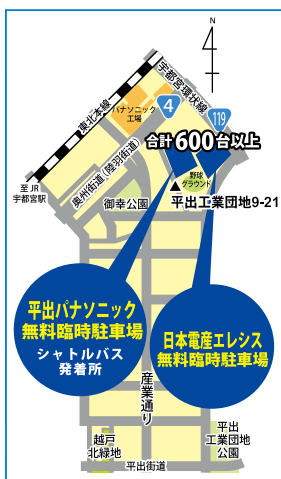 N
宇都宮環状線
東北本線
パナソニック
工場
4
119
合計600台以上
奥州街道(陸羽街道)
至JR
宇都宮駅
御幸公園
野球
グラウンド
平出工業団地9-21
平出パナソニック
無料臨時駐車場
シャトルバス
発着所
日本電産エレシス
無料臨時駐車場
産業通り
越戸
北緑地
平出
工業団地
公園
平出街道